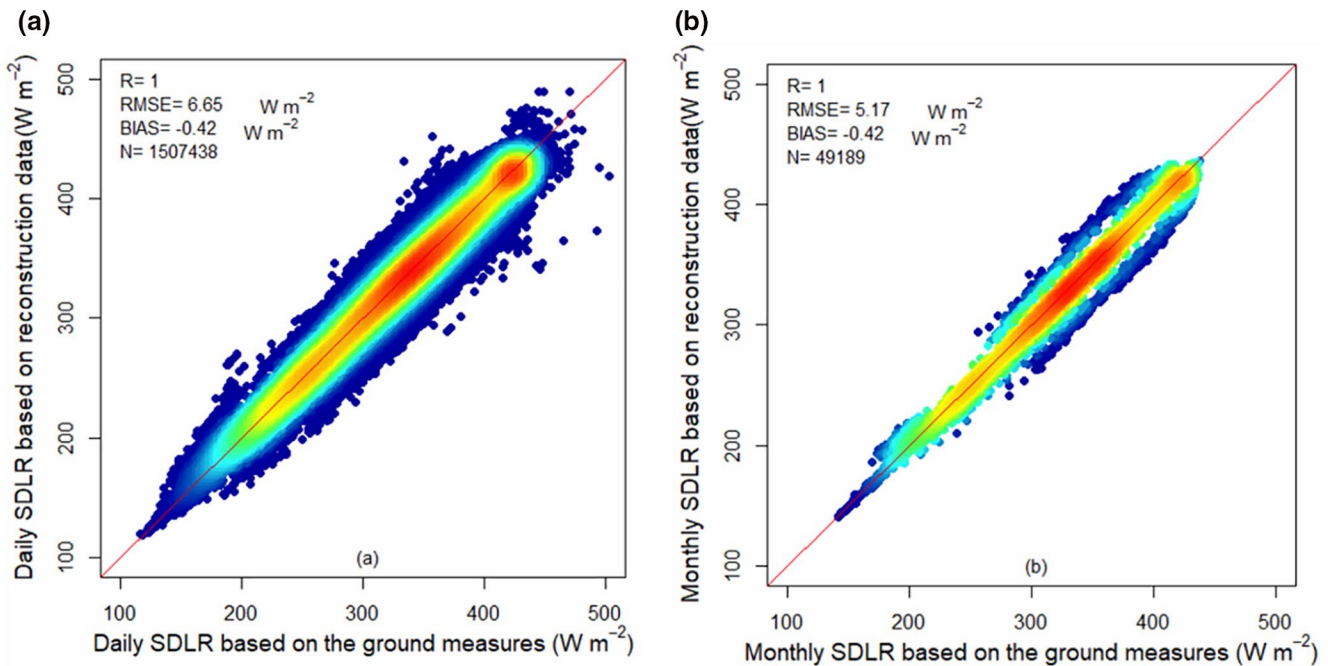 (a)
Daily SDLR based on reconstruction data(W m⁻²)
500
400
300
200
100
R= 1
RMSE= 6.65 W m⁻²
BIAS= -0.42 W m⁻²
N= 1507438
(a)
100 200 300 400 500
Daily SDLR based on the ground measures (W m⁻²)
(b)
Monthly SDLR based on reconstruction data(W m⁻²)
500
400
300
200
100
R= 1
RMSE= 5.17 W m⁻²
BIAS= -0.42 W m⁻²
N= 49189
(b)
100 200 300 400 500
Monthly SDLR based on the ground measures (W m⁻²)